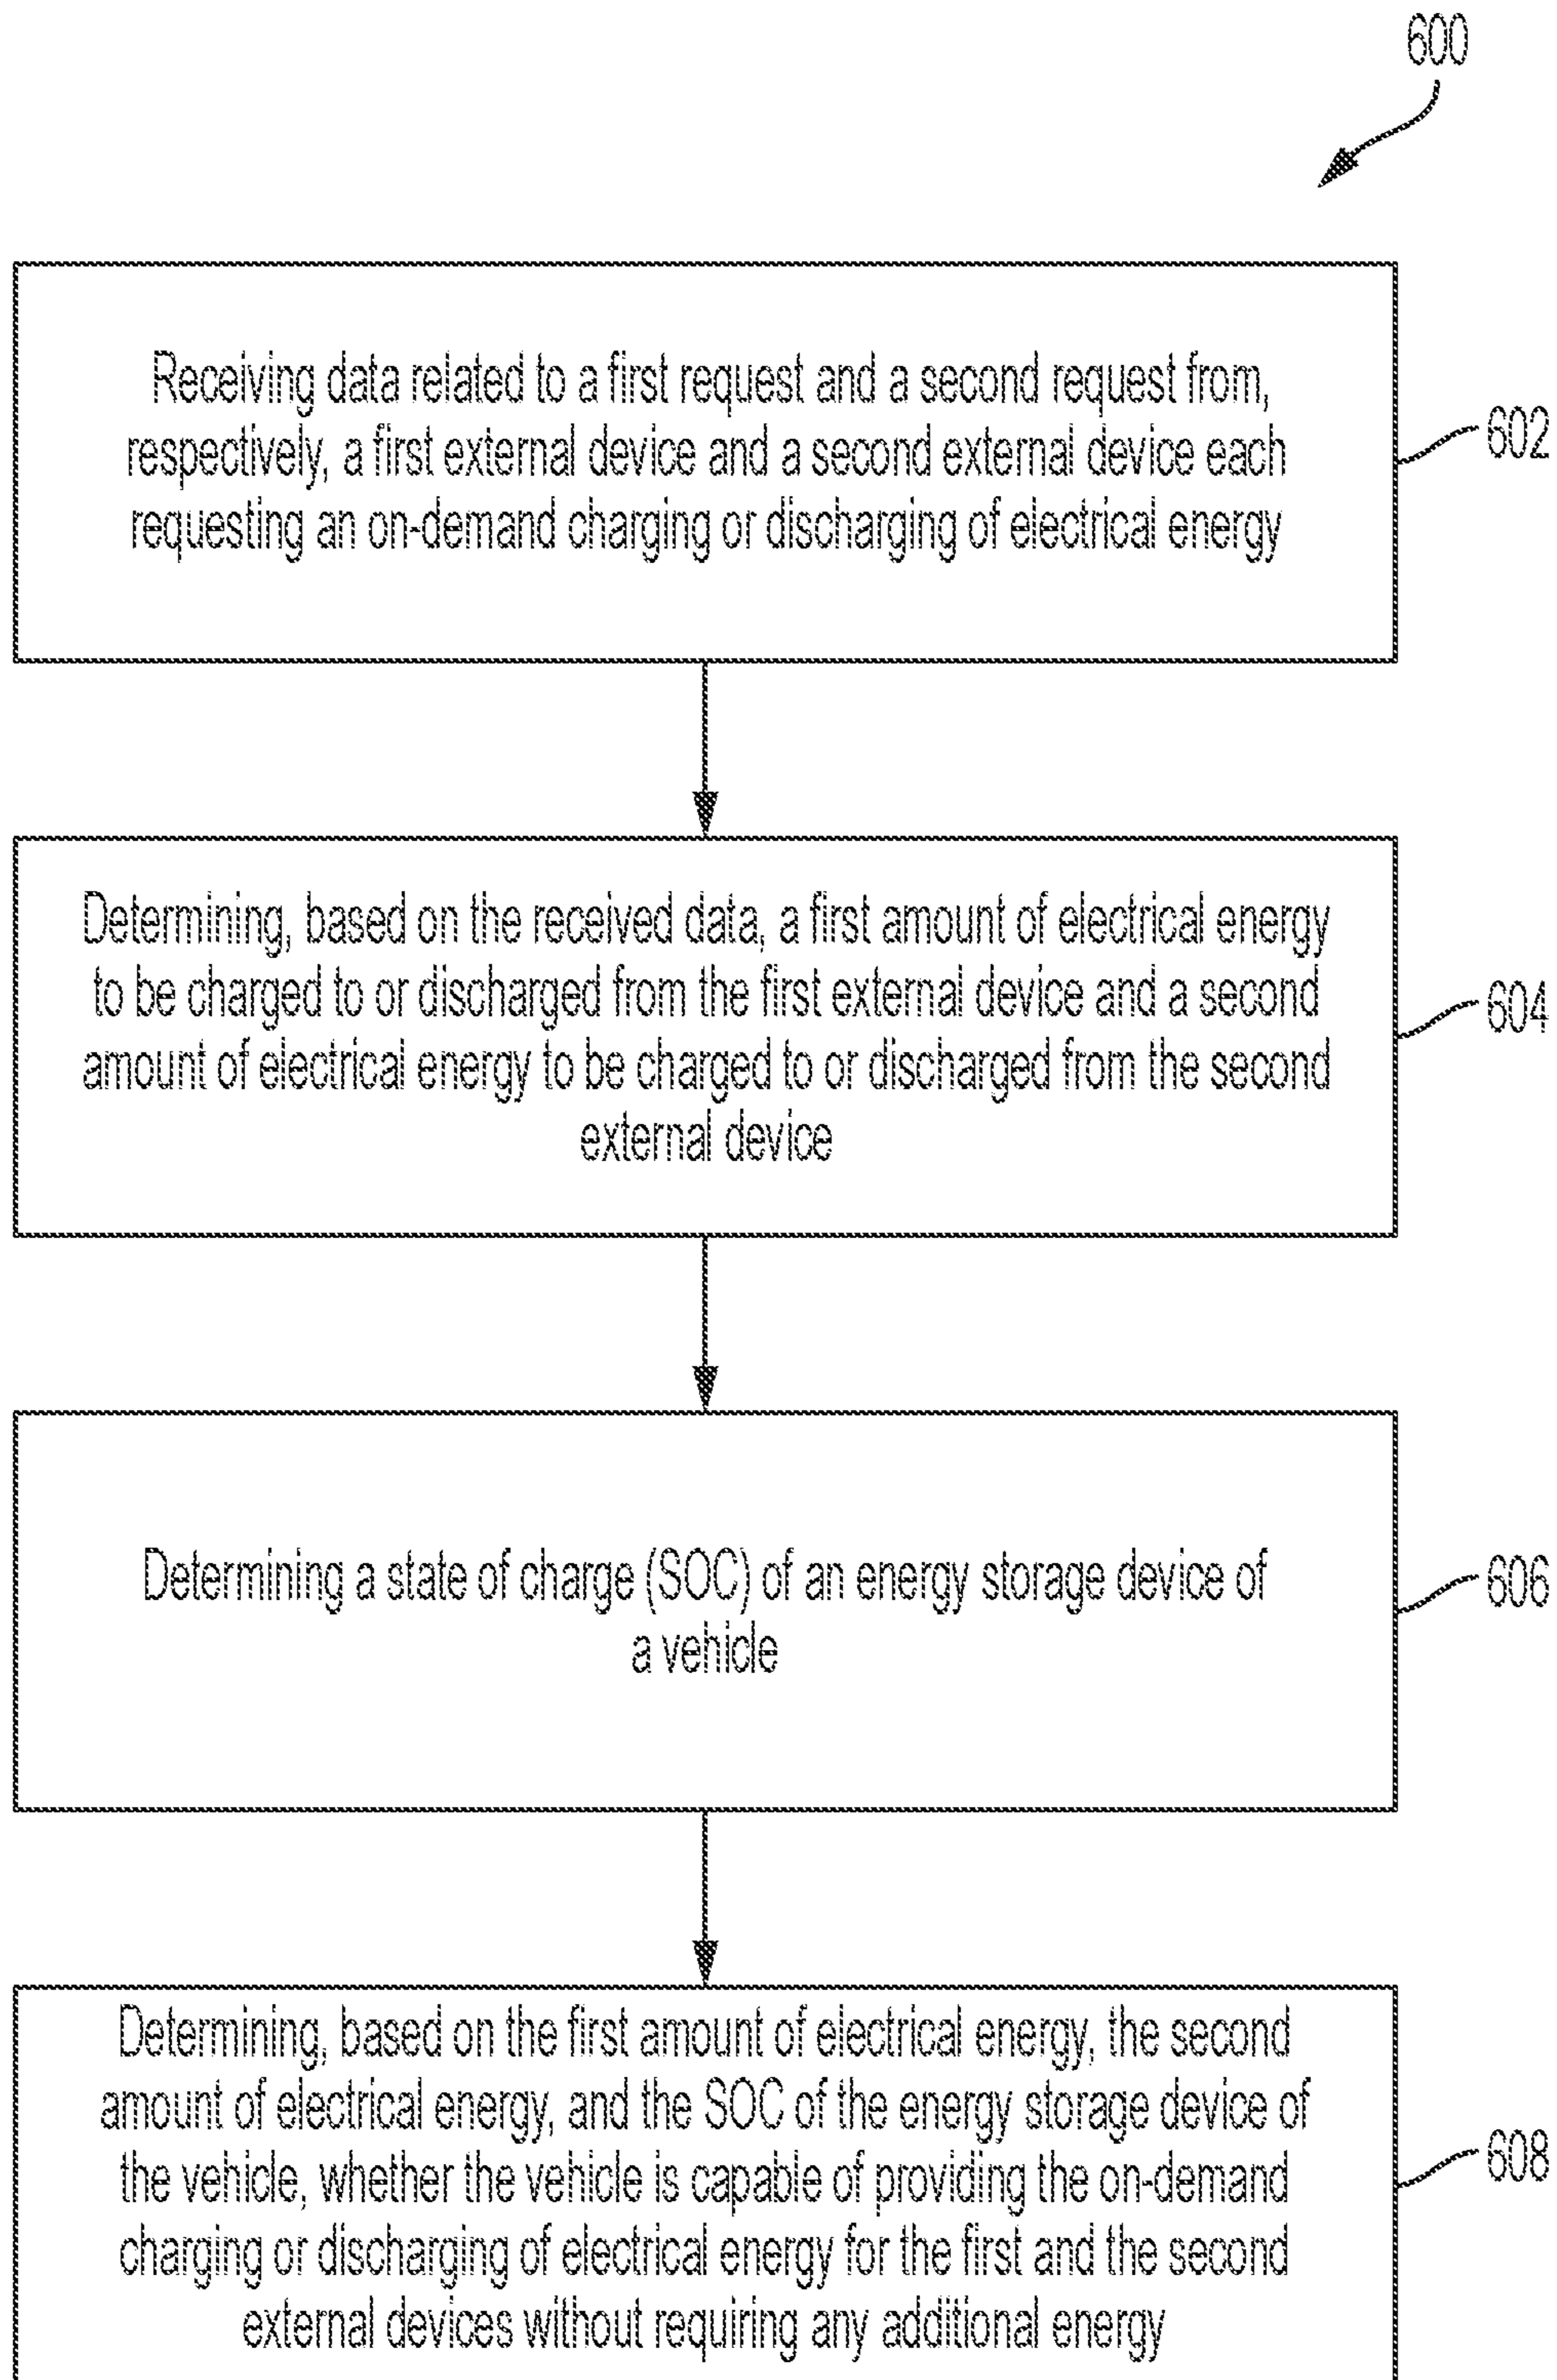 600
Receiving data related to a first request and a second request from,
respectively, a first external device and a second external device each
requesting an on-demand charging or discharging of electrical energy
602
Determining, based on the received data, a first amount of electrical energy
to be charged to or discharged from the first external device and a second
amount of electrical energy to be charged to or discharged from the second
external device
604
Determining a state of charge (SOC) of an energy storage device of
a vehicle
606
Determining, based on the first amount of electrical energy, the second
amount of electrical energy, and the SOC of the energy storage device of
the vehicle, whether the vehicle is capable of providing the on-demand
charging or discharging of electrical energy for the first and the second
external devices without requiring any additional energy
608